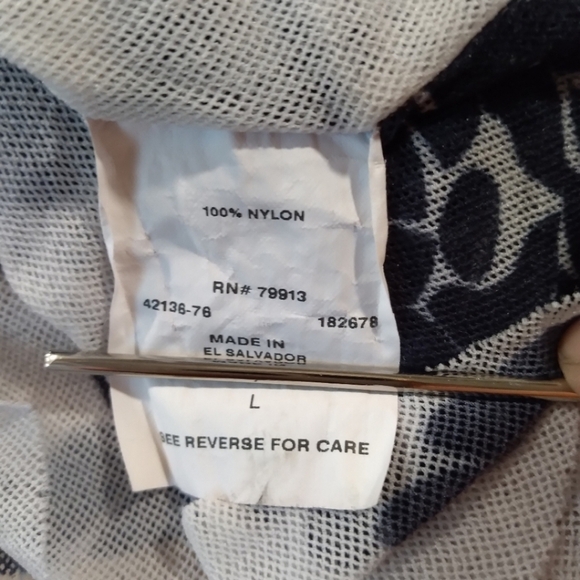 100% NYLON
RN# 79913
42136-76 182678
MADE IN
EL SALVADOR
L
SEE REVERSE FOR CARE